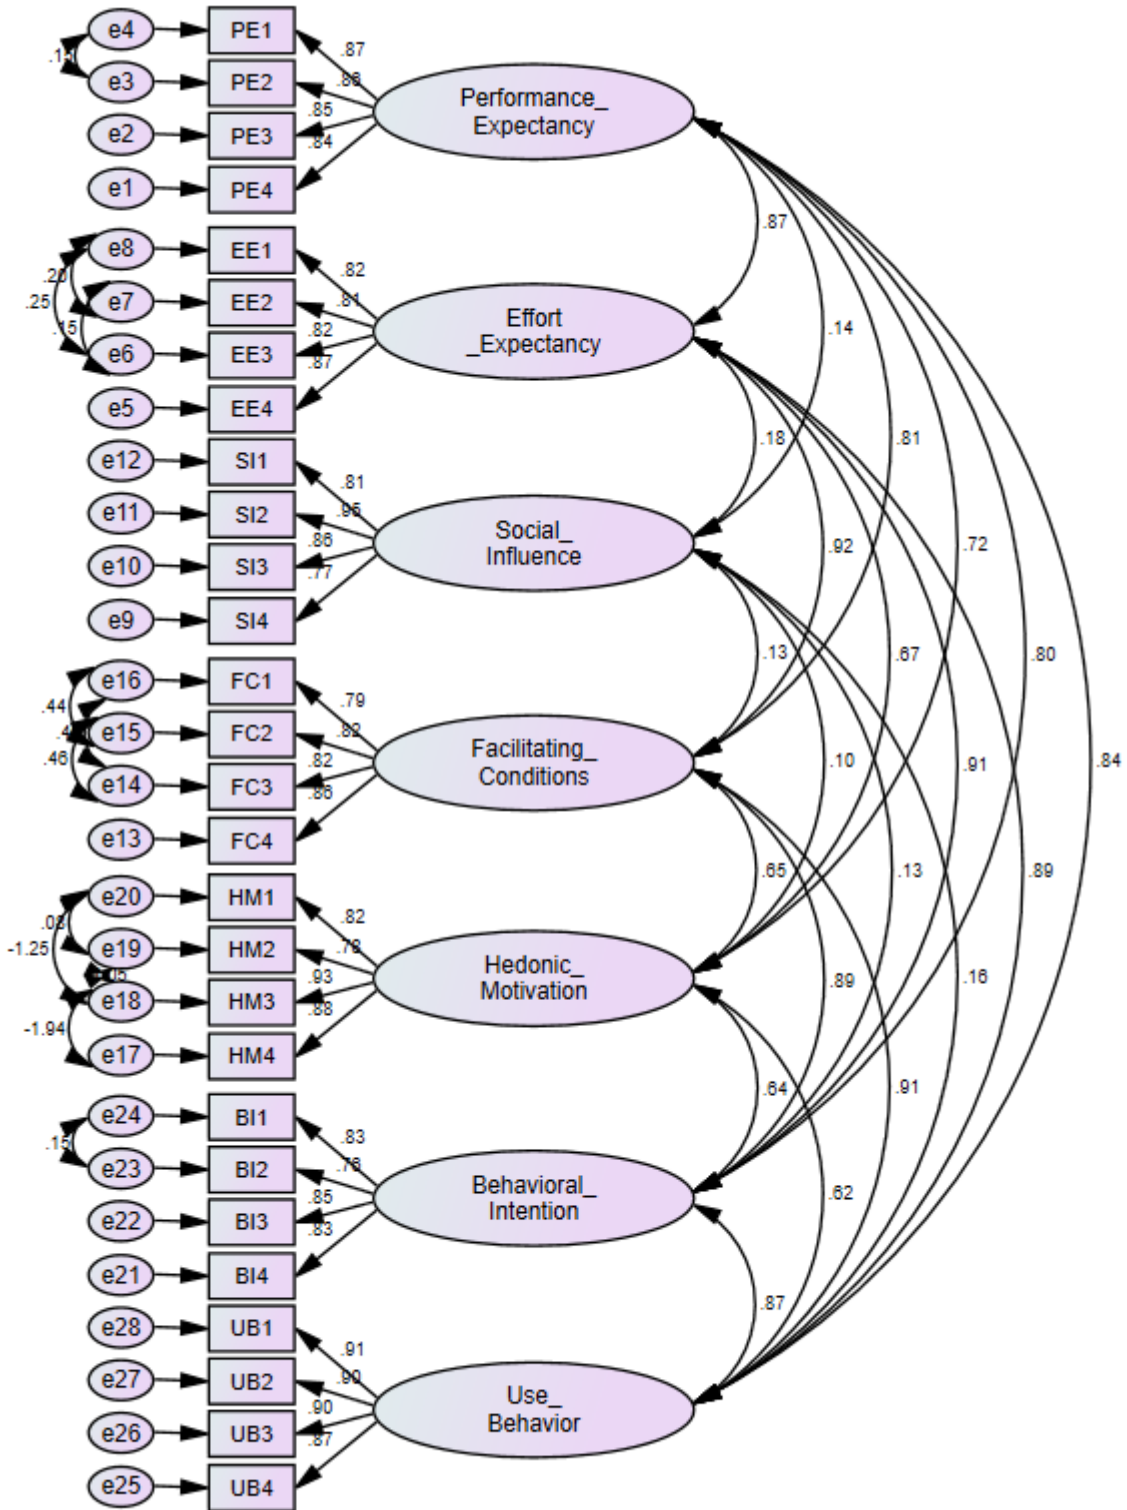 e4
PE1
.87
e3
PE2
.86
Performance_
Expectancy
e2
PE3
.85
e1
PE4
.84
.87
e8
EE1
.82
.20
.25
e7
EE2
.81
Effort
_Expectancy
.14
.15
e6
EE3
.82
.87
e5
EE4
.18
.81
e12
SI1
.81
e11
SI2
.95
Social_
Influence
.92
.72
e10
SI3
.86
.77
e9
SI4
.13
.67
.80
e16
FC1
.79
.44
e15
FC2
.82
Facilitating_
Conditions
.10
.91
.84
.46
e14
FC3
.82
.86
e13
FC4
.65
.13
.89
e20
HM1
.82
-1.25
e19
HM2
.78
Hedonic_
Motivation
.89
.16
e18
HM3
.93
.88
-1.94
e17
HM4
.64
.91
e24
BI1
.83
.15
e23
BI2
.76
Behavioral_
Intention
.62
e22
BI3
.85
.83
e21
BI4
.87
e28
UB1
.91
e27
UB2
.90
Use_
Behavior
e26
UB3
.90
.87
e25
UB4